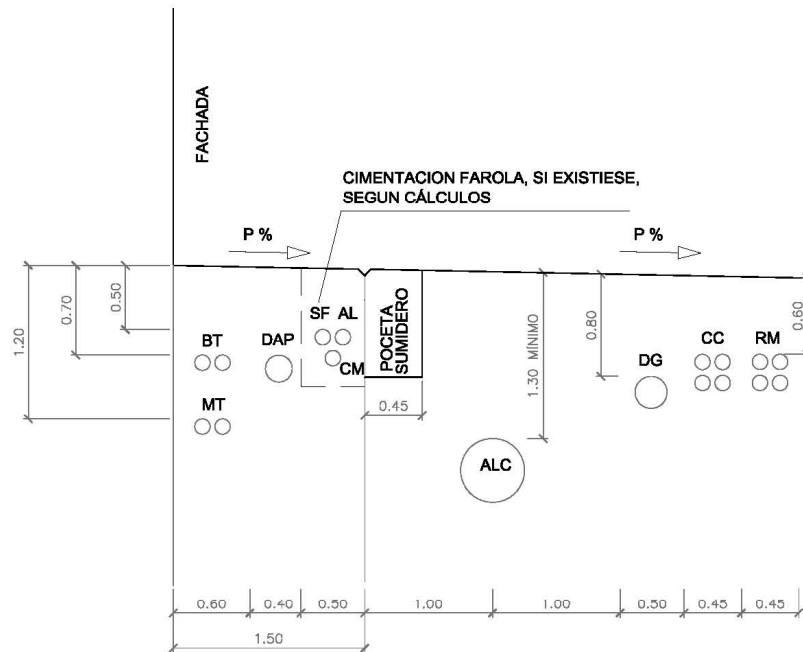 FACHADA
CIMENTACION FAROLA, SI EXISTIESE,
SEGUN CÁLCULOS
P %
P %
0.50
0.70
1.20
BT
DAP
SF AL
CM
MT
POCETA
SUMIDERO
0.45
1.30 MÍNIMO
ALC
0.80
DG
CC
RM
0.60
0.60
0.40
0.50
1.00
1.00
0.50
0.45
0.45
1.50